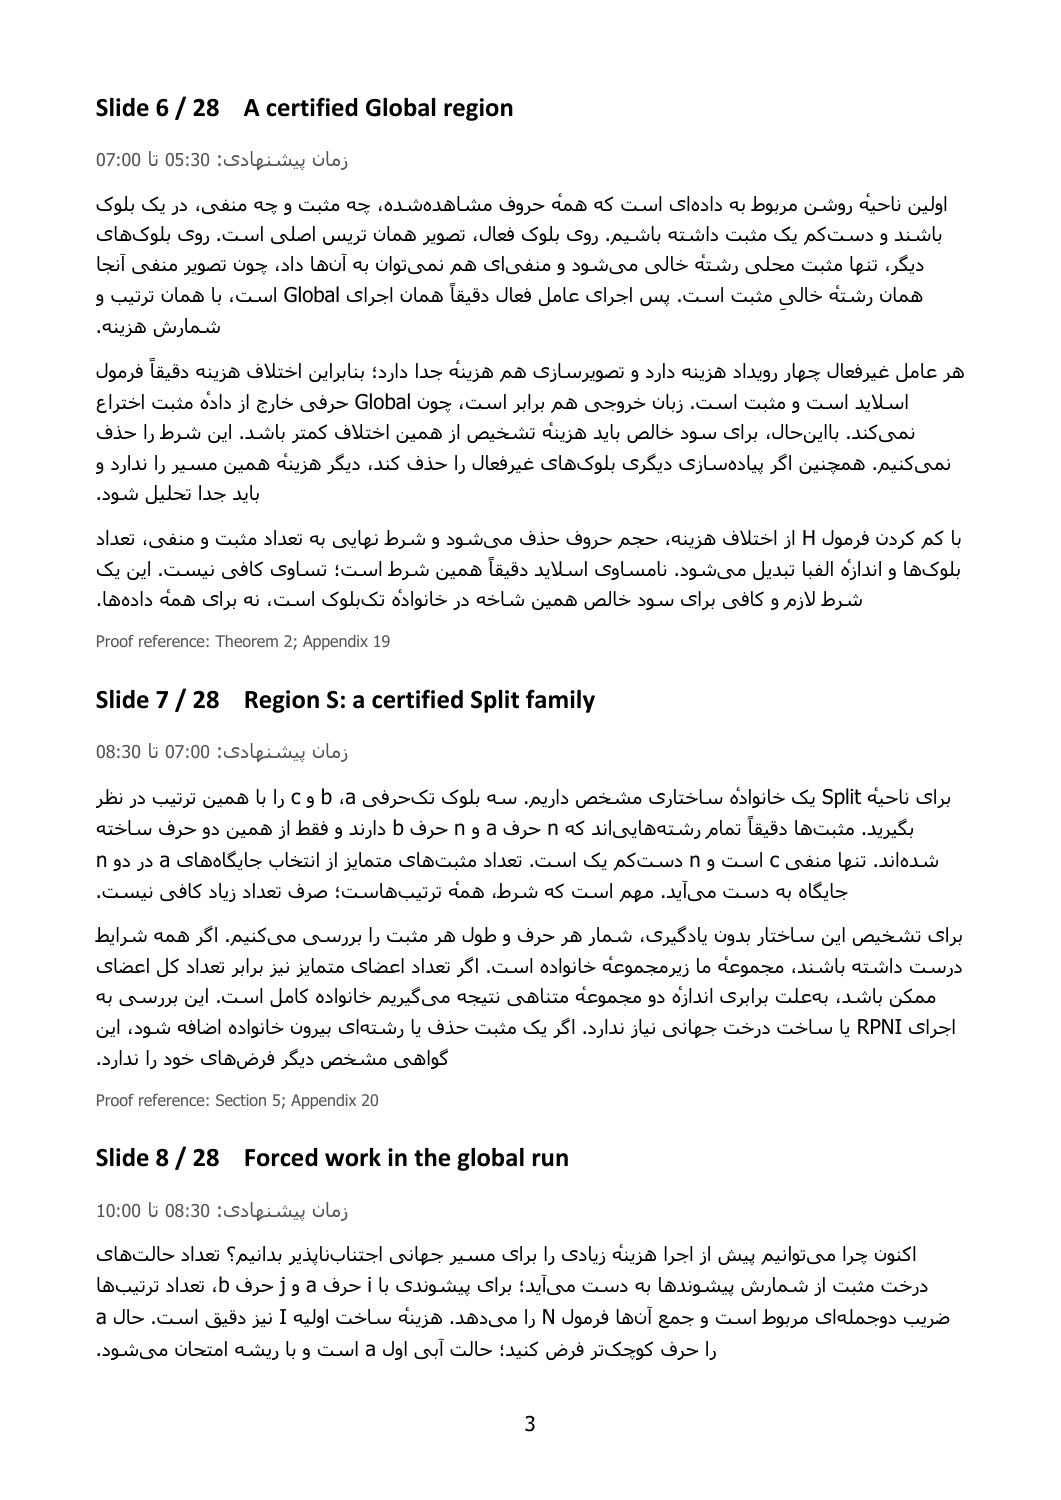 Slide 6 / 28 A certified Global region
زمان پیشنهادی: 05:30 تا 07:00
اولین ناحیهٔ روشن مربوط به داده‌ای است که همهٔ حروف مشاهده‌شده، چه مثبت و چه منفی، در یک بلوک
باشند و دست‌کم یک مثبت داشته باشیم. روی بلوک فعال، تصویر همان تریس اصلی است. روی بلوک‌های
دیگر، تنها مثبت محلی رشتهٔ خالی می‌شود و منفی‌ای هم نمی‌توان به آن‌ها داد، چون تصویر منفی آنجا
همان رشتهٔ خالیِ مثبت است. پس اجرای عامل فعال دقیقاً همان اجرای Global است، با همان ترتیب و
شمارش هزینه.
هر عامل غیرفعال چهار رویداد هزینه دارد و تصویرسازی هم هزینهٔ جدا دارد؛ بنابراین اختلاف هزینه دقیقاً فرمول
اسلاید است و مثبت است. زبان خروجی هم برابر است، چون Global حرفی خارج از دادهٔ مثبت اختراع
نمی‌کند. بااین‌حال، برای سود خالص باید هزینهٔ تشخیص از همین اختلاف کمتر باشد. این شرط را حذف
نمی‌کنیم. همچنین اگر پیاده‌سازی دیگری بلوک‌های غیرفعال را حذف کند، دیگر هزینهٔ همین مسیر را ندارد و
باید جدا تحلیل شود.
با کم کردن فرمول H از اختلاف هزینه، حجم حروف حذف می‌شود و شرط نهایی به تعداد مثبت و منفی، تعداد
بلوک‌ها و اندازهٔ الفبا تبدیل می‌شود. نامساوی اسلاید دقیقاً همین شرط است؛ تساوی کافی نیست. این یک
شرط لازم و کافی برای سود خالص همین شاخه در خانوادهٔ تک‌بلوک است، نه برای همهٔ داده‌ها.
Proof reference: Theorem 2; Appendix 19
Slide 7 / 28 Region S: a certified Split family
زمان پیشنهادی: 07:00 تا 08:30
برای ناحیهٔ Split یک خانوادهٔ ساختاری مشخص داریم. سه بلوک تک‌حرفی a، b و c را با همین ترتیب در نظر
بگیرید. مثبت‌ها دقیقاً تمام رشته‌هایی‌اند که n حرف a و n حرف b دارند و فقط از همین دو حرف ساخته
شده‌اند. تنها منفی c است و n دست‌کم یک است. تعداد مثبت‌های متمایز از انتخاب جایگاه‌های a در دو n
جایگاه به دست می‌آید. مهم است که شرط، همهٔ ترتیب‌هاست؛ صرف تعداد زیاد کافی نیست.
برای تشخیص این ساختار بدون یادگیری، شمار هر حرف و طول هر مثبت را بررسی می‌کنیم. اگر همه شرایط
درست داشته باشند، مجموعهٔ ما زیرمجموعهٔ خانواده است. اگر تعداد اعضای متمایز نیز برابر تعداد کل اعضای
ممکن باشد، به‌علت برابری اندازهٔ دو مجموعهٔ متناهی نتیجه می‌گیریم خانواده کامل است. این بررسی به
اجرای RPNI یا ساخت درخت جهانی نیاز ندارد. اگر یک مثبت حذف یا رشته‌ای بیرون خانواده اضافه شود، این
گواهی مشخص دیگر فرض‌های خود را ندارد.
Proof reference: Section 5; Appendix 20
Slide 8 / 28 Forced work in the global run
زمان پیشنهادی: 08:30 تا 10:00
اکنون چرا می‌توانیم پیش از اجرا هزینهٔ زیادی را برای مسیر جهانی اجتناب‌ناپذیر بدانیم؟ تعداد حالت‌های
درخت مثبت از شمارش پیشوندها به دست می‌آید؛ برای پیشوندی با i حرف a و j حرف b، تعداد ترتیب‌ها
ضریب دوجمله‌ای مربوط است و جمع آن‌ها فرمول N را می‌دهد. هزینهٔ ساخت اولیه I نیز دقیق است. حال a
را حرف کوچک‌تر فرض کنید؛ حالت آبی اول a است و با ریشه امتحان می‌شود.
3